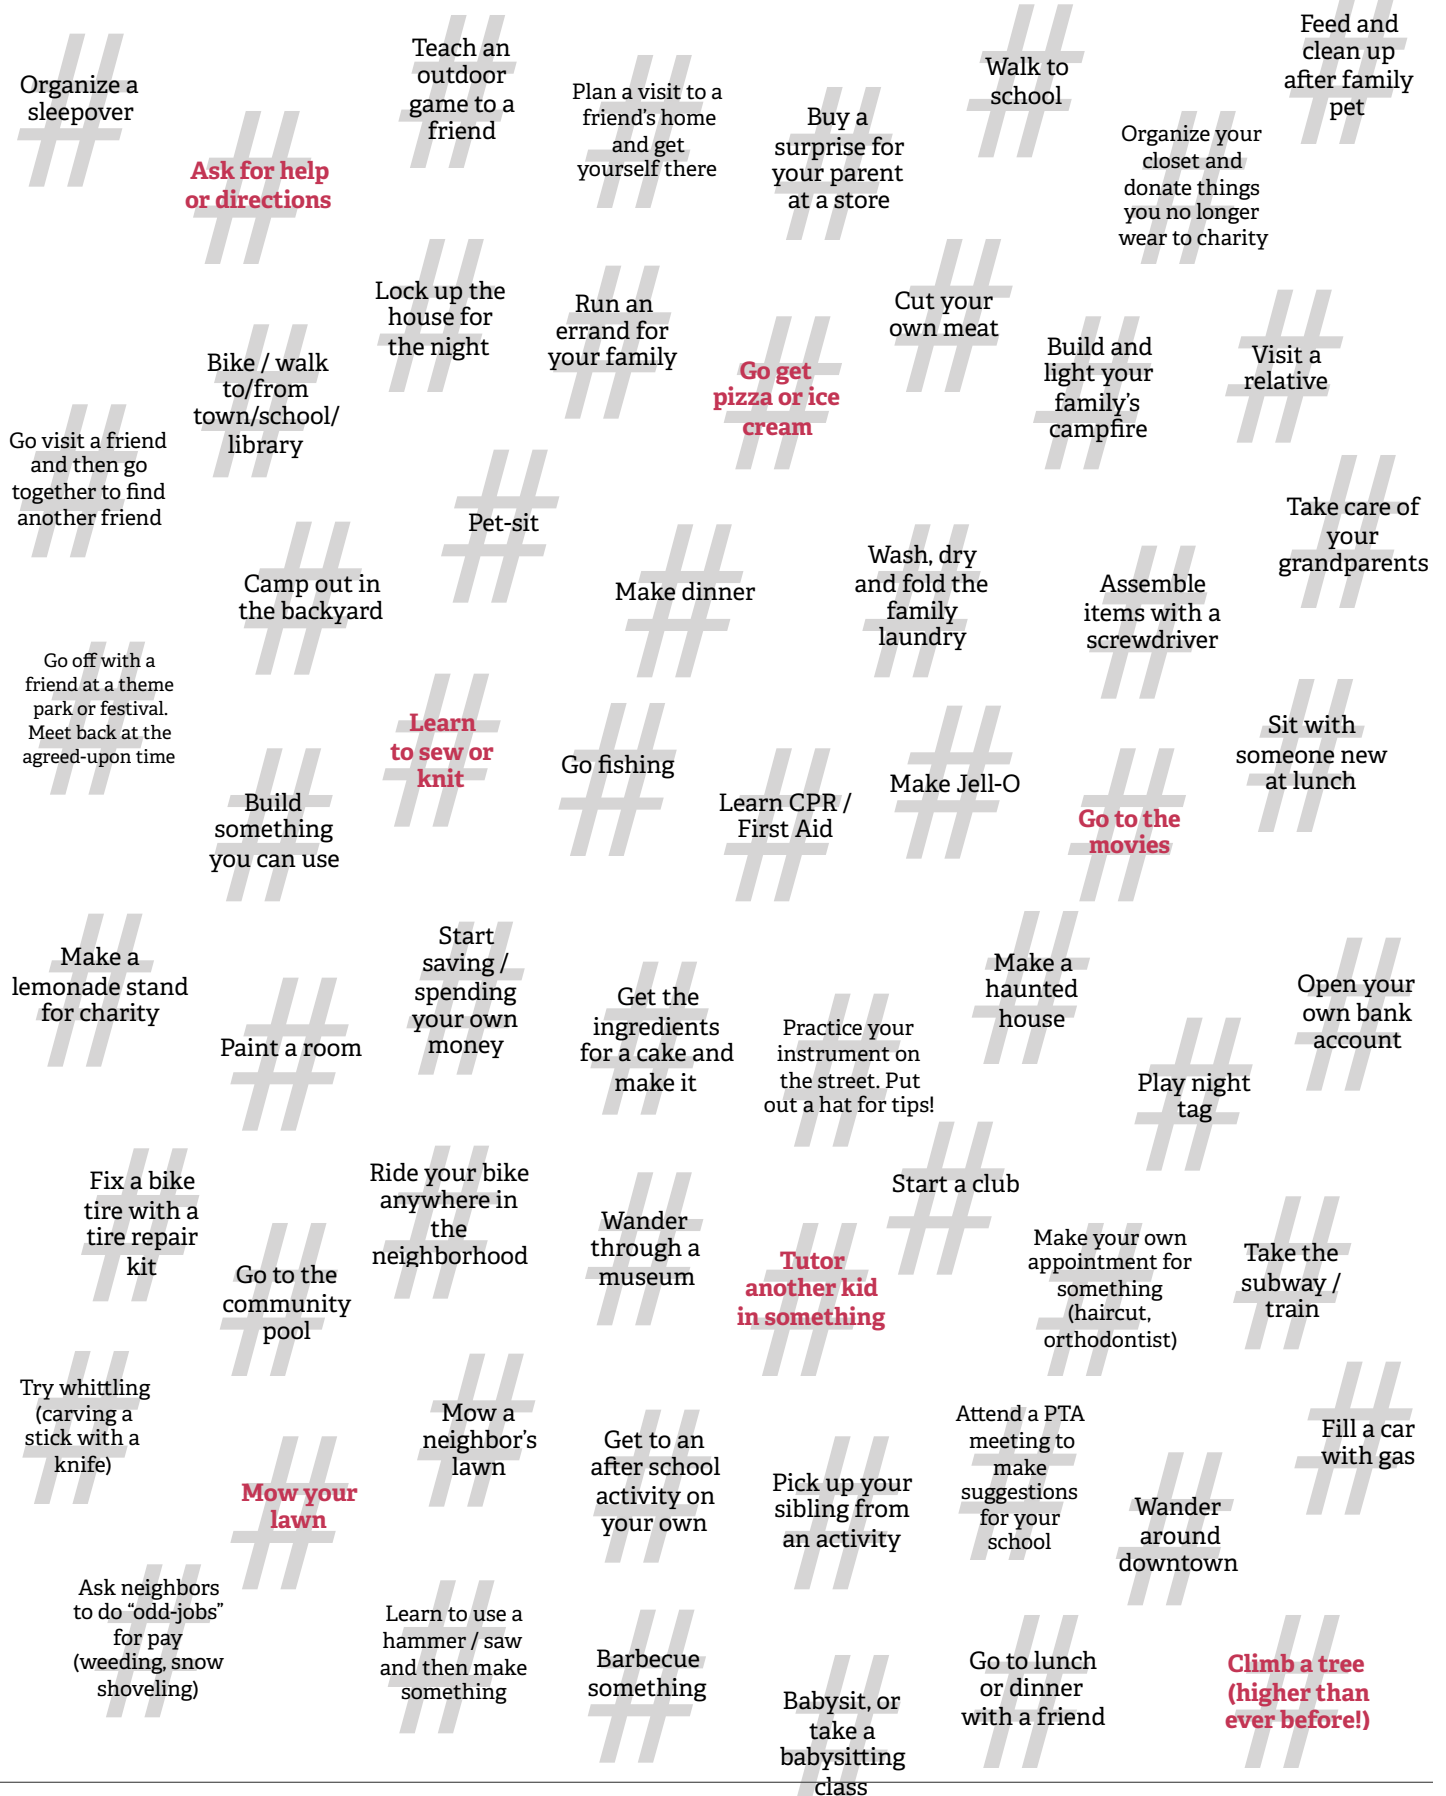 Organize a
sleepover
Ask for help
or directions
Teach an
outdoor
game to a
friend
Plan a visit to a
friend's home
and get
yourself there
Buy a
surprise for
your parent
at a store
Walk to
school
Organize your
closet and
donate things
you no longer
wear to charity
Feed and
clean up
after family
pet
Go visit a friend
and then go
together to find
another friend
Bike / walk
to/from
town/school/
library
Lock up the
house for
the night
Run an
errand for
your family
Go get
pizza or ice
cream
Cut your
own meat
Build and
light your
family's
campfire
Visit a
relative
Camp out in
the backyard
Pet-sit
Make dinner
Wash, dry
and fold the
family
laundry
Assemble
items with a
screwdriver
Take care of
your
grandparents
Go off with a
friend at a theme
park or festival.
Meet back at the
agreed-upon time
Build
something
you can use
Learn
to sew or
knit
Go fishing
Learn CPR /
First Aid
Make Jell-O
Go to the
movies
Sit with
someone new
at lunch
Make a
lemonade stand
for charity
Paint a room
Start
saving /
spending
your own
money
Get the
ingredients
for a cake and
make it
Practice your
instrument on
the street. Put
out a hat for tips!
Make a
haunted
house
Play night
tag
Open your
own bank
account
Fix a bike
tire with a
tire repair
kit
Go to the
community
pool
Ride your bike
anywhere in
the
neighborhood
Wander
through a
museum
Tutor
another kid
in something
Start a club
Make your own
appointment for
something
(haircut,
orthodontist)
Take the
subway /
train
Try whittling
(carving a
stick with a
knife)
Mow your
lawn
Mow a
neighbor's
lawn
Get to an
after school
activity on
your own
Pick up your
sibling from
an activity
Attend a PTA
meeting to
make
suggestions
for your
school
Wander
around
downtown
Fill a car
with gas
Ask neighbors
to do "odd-jobs"
for pay
(weeding, snow
shoveling)
Learn to use a
hammer / saw
and then make
something
Barbecue
something
Babysit, or
take a
babysitting
class
Go to lunch
or dinner
with a friend
Climb a tree
(higher than
ever before!)